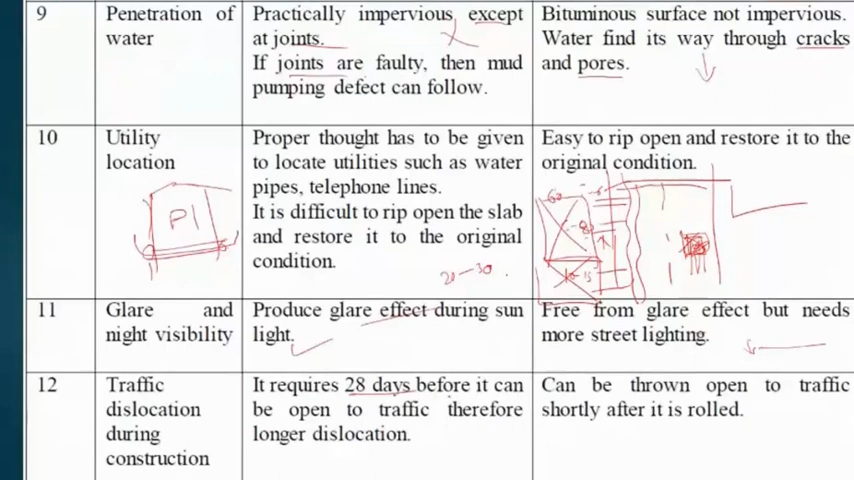 9
Penetration of
water
Practically impervious except
at joints.
If joints are faulty, then mud
pumping defect can follow.
Bituminous surface not impervious.
Water find its way through cracks
and pores.
10
Utility
location
Proper thought has to be given
to locate utilities such as water
pipes, telephone lines.
It is difficult to rip open the slab
and restore it to the original
condition.
Easy to rip open and restore it to the
original condition.
P1
20-30
11
Glare and
night visibility
Produce glare effect during sun
light.
Free from glare effect but needs
more street lighting.
12
Traffic
dislocation
during
construction
It requires 28 days before it can
be open to traffic therefore
longer dislocation.
Can be thrown open to traffic
shortly after it is rolled.